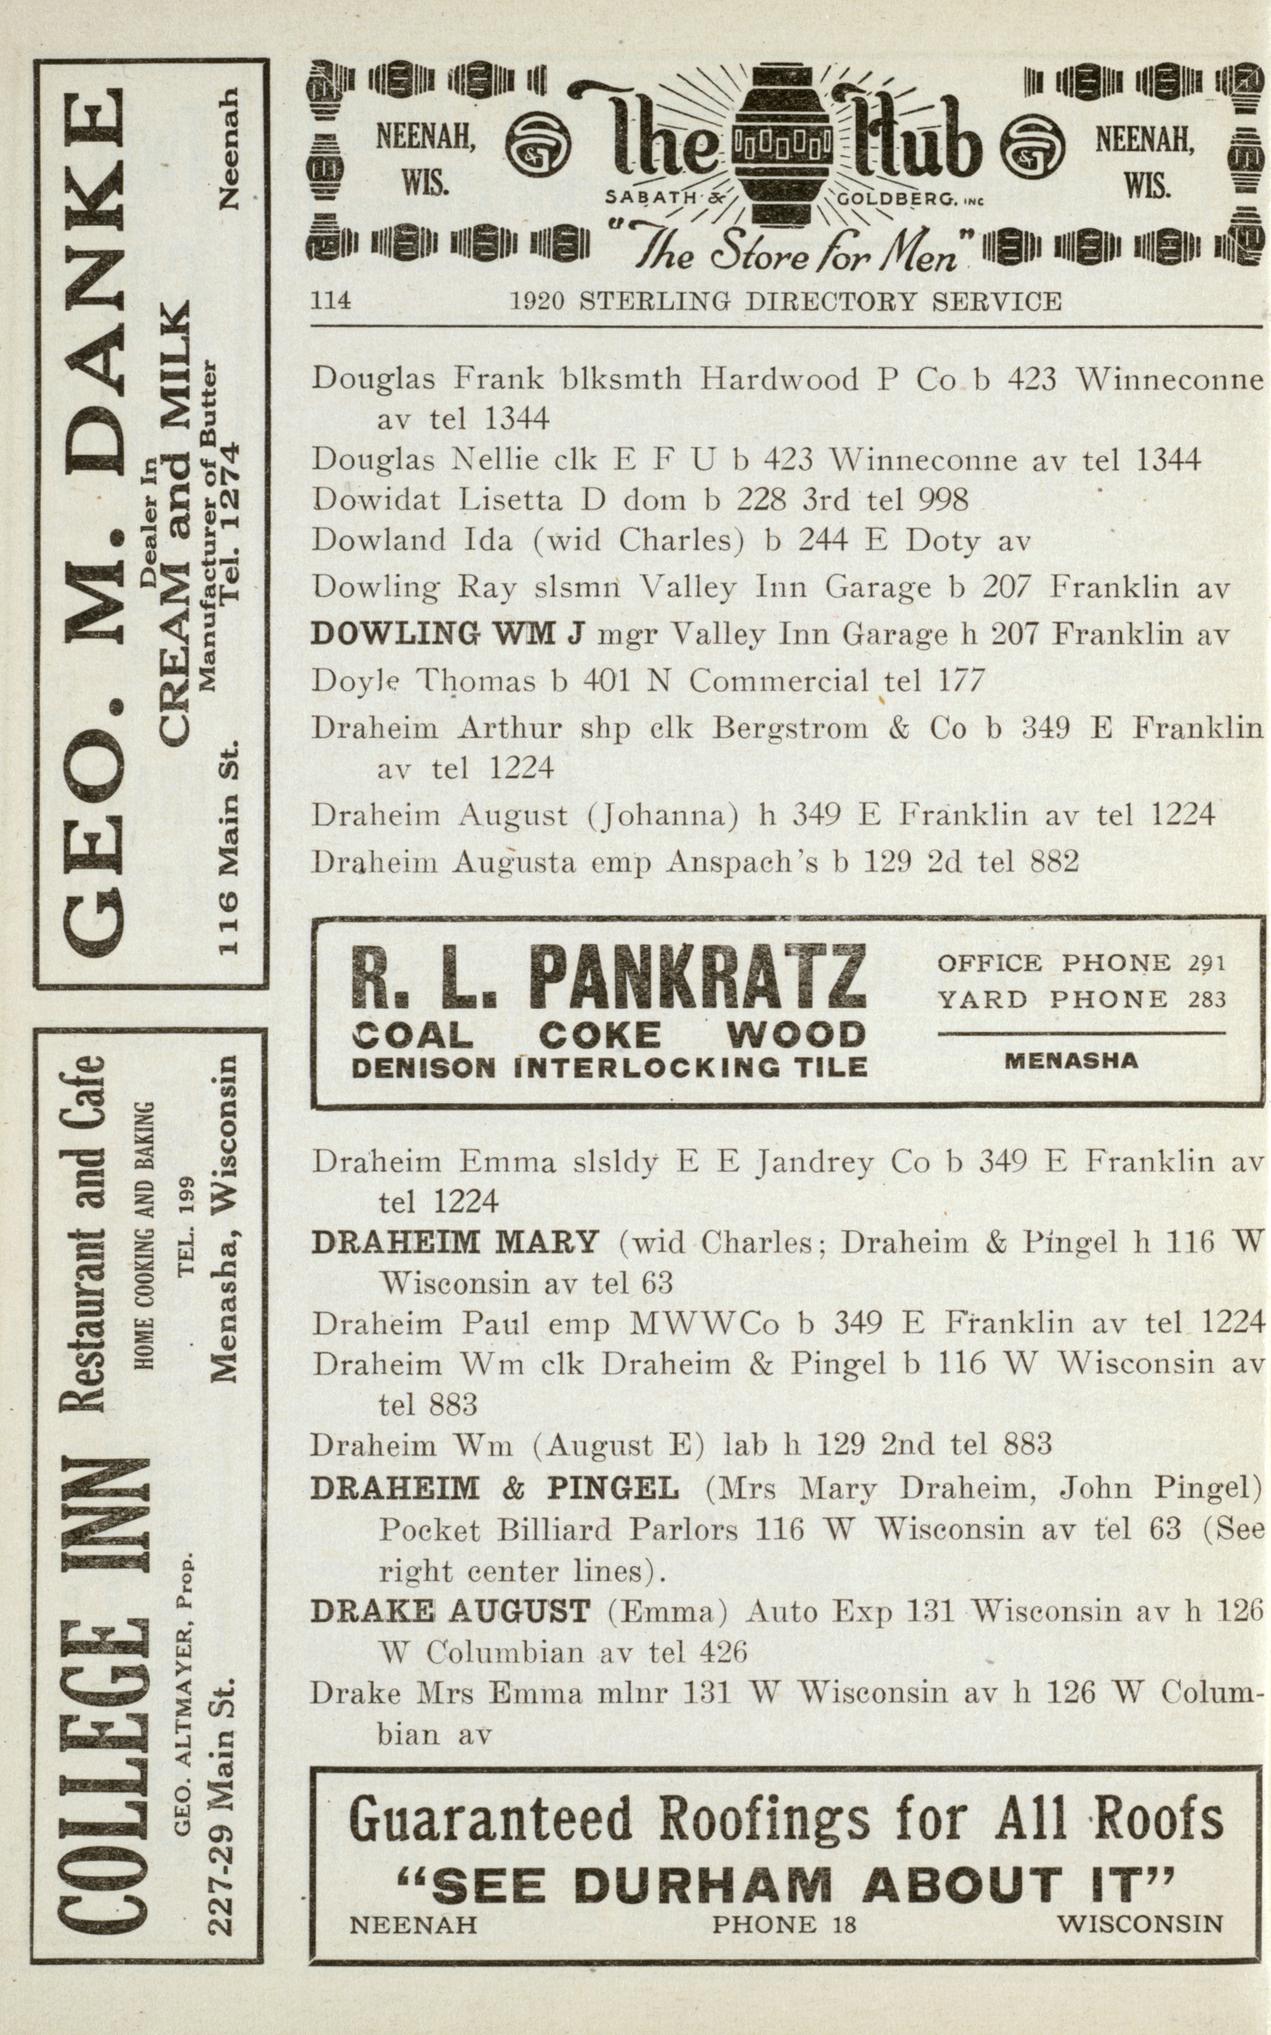 GEO. M. DANKE
Dealer In
CREAM and MILK
Manufacturer of Butter
Tel. 1274
116 Main St. Neenah
COLLEGE INN Restaurant and Cafe
HOME COOKING AND BAKING
GEO. ALTMAYER, Prop. TEL. 199
227-29 Main St. Menasha, Wisconsin
NEENAH, WIS.
S&G
The Hub
SABATH & GOLDBERG. INC
"The Store for Men"
S&G
NEENAH, WIS.
114 1920 STERLING DIRECTORY SERVICE
Douglas Frank blksmth Hardwood P Co b 423 Winneconne
av tel 1344
Douglas Nellie clk E F U b 423 Winneconne av tel 1344
Dowidat Lisetta D dom b 228 3rd tel 998
Dowland Ida (wid Charles) b 244 E Doty av
Dowling Ray slsmn Valley Inn Garage b 207 Franklin av
DOWLING WM J mgr Valley Inn Garage h 207 Franklin av
Doyle Thomas b 401 N Commercial tel 177
Draheim Arthur shp clk Bergstrom & Co b 349 E Franklin
av tel 1224
Draheim August (Johanna) h 349 E Franklin av tel 1224
Draheim Augusta emp Anspach's b 129 2d tel 882
R. L. PANKRATZ
COAL COKE WOOD
DENISON INTERLOCKING TILE
OFFICE PHONE 291
YARD PHONE 283
MENASHA
Draheim Emma slsldy E E Jandrey Co b 349 E Franklin av
tel 1224
DRAHEIM MARY (wid Charles; Draheim & Pingel h 116 W
Wisconsin av tel 63
Draheim Paul emp MWWCo b 349 E Franklin av tel 1224
Draheim Wm clk Draheim & Pingel b 116 W Wisconsin av
tel 883
Draheim Wm (August E) lab h 129 2nd tel 883
DRAHEIM & PINGEL (Mrs Mary Draheim, John Pingel)
Pocket Billiard Parlors 116 W Wisconsin av tel 63 (See
right center lines).
DRAKE AUGUST (Emma) Auto Exp 131 Wisconsin av h 126
W Columbian av tel 426
Drake Mrs Emma mlnr 131 W Wisconsin av h 126 W Colum-
bian av
Guaranteed Roofings for All Roofs
"SEE DURHAM ABOUT IT"
NEENAH PHONE 18 WISCONSIN